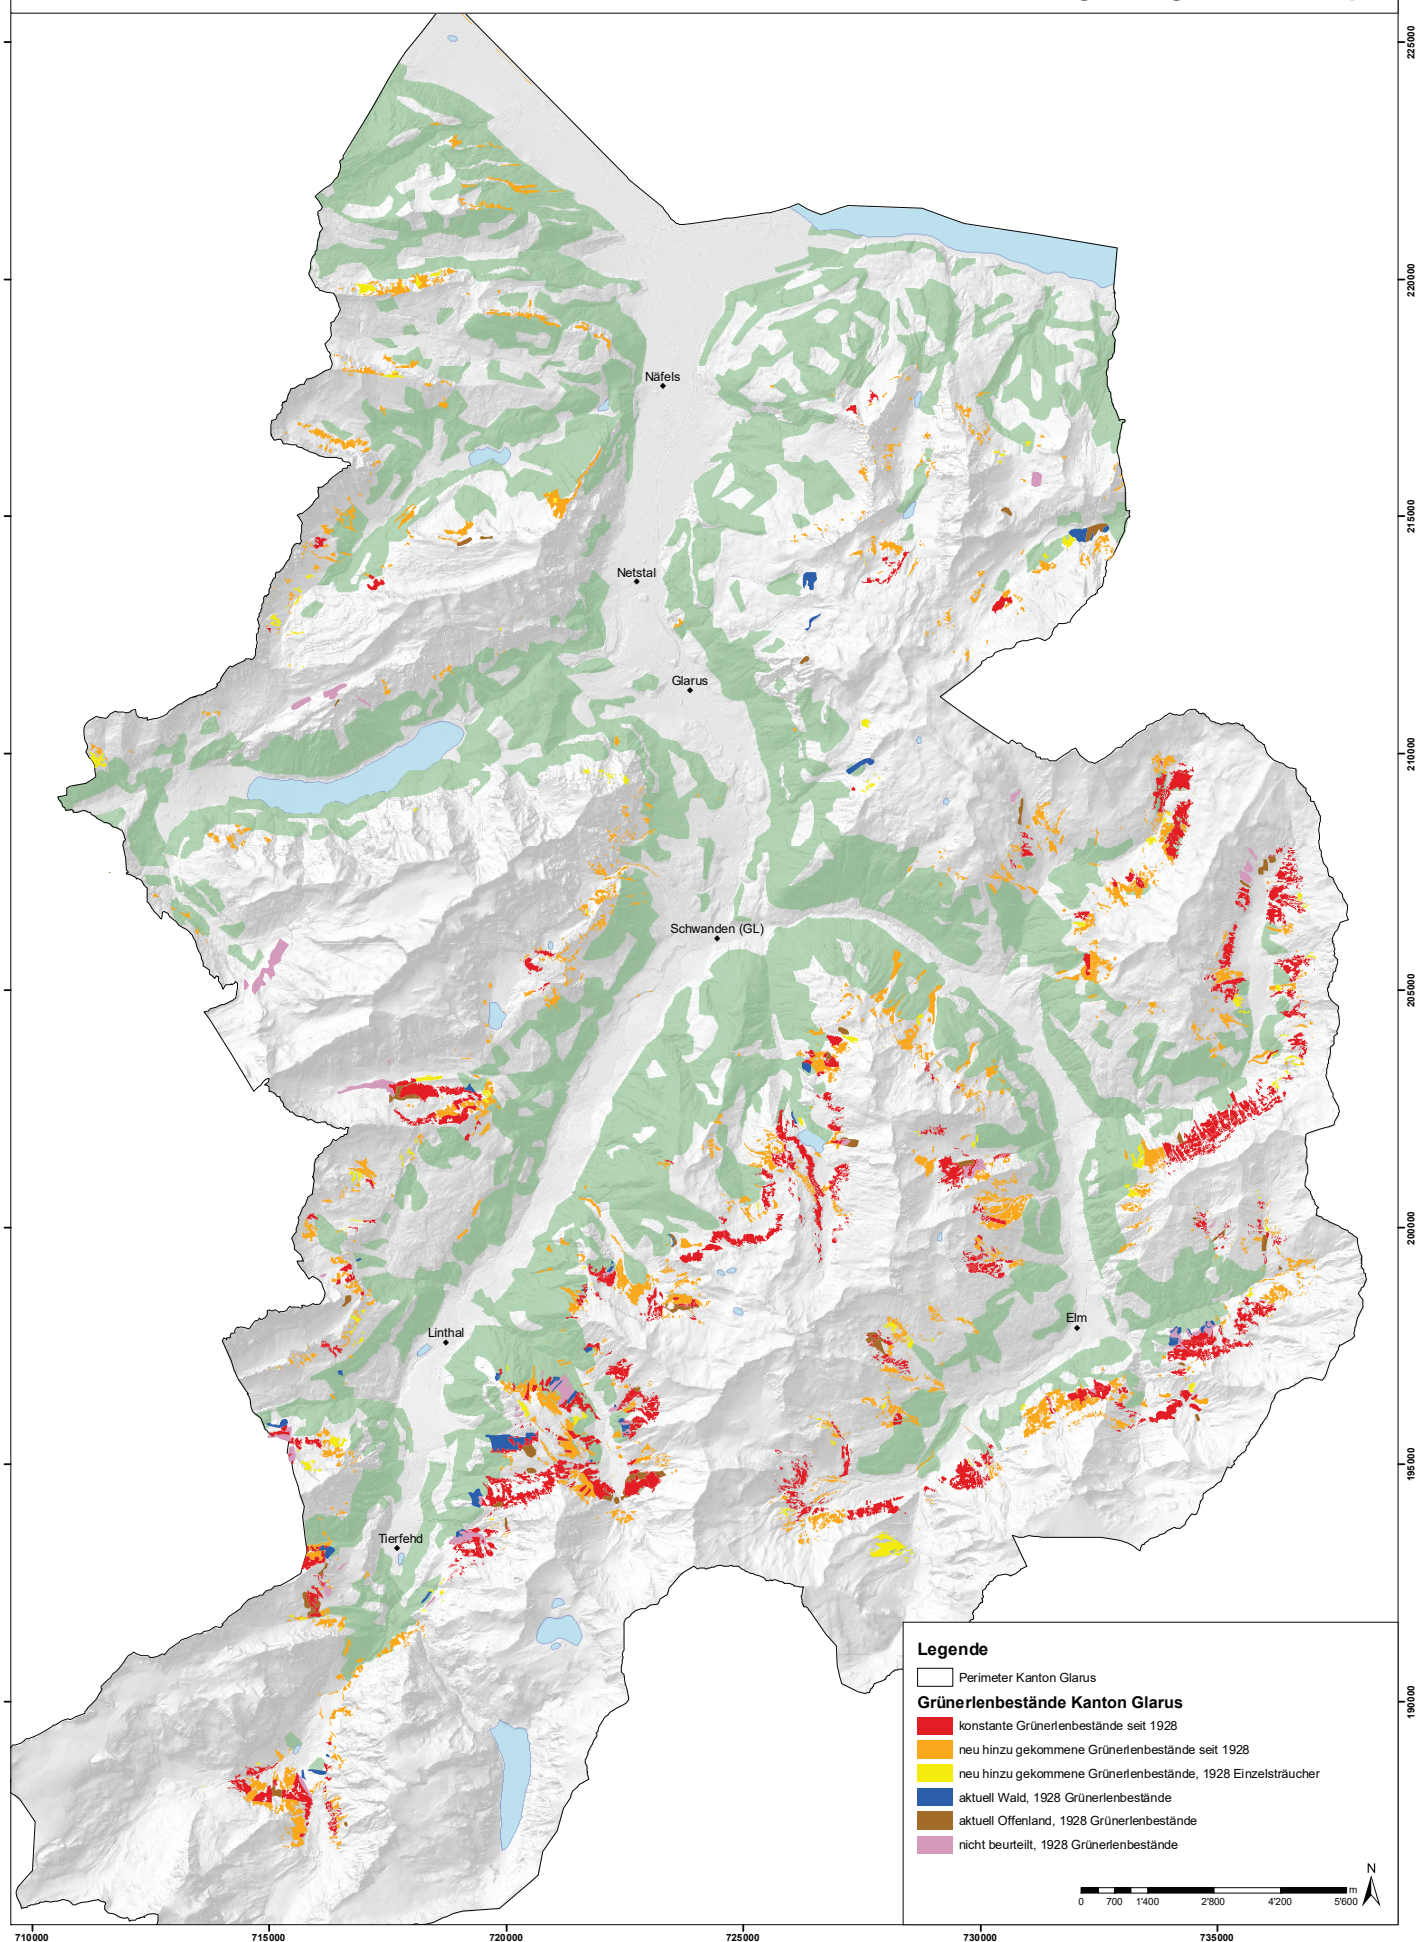 225000
220000
Näfels
215000
Netstal
Glarus
210000
Schwanden (GL)
205000
200000
Elm
Linthal
195000
Tierfehd
190000
Legende
Perimeter Kanton Glarus
Grünerlenbestände Kanton Glarus
konstante Grünerlenbestände seit 1928
neu hinzu gekommene Grünerlenbestände seit 1928
neu hinzu gekommene Grünerlenbestände, 1928 Einzelsträucher
aktuell Wald, 1928 Grünerlenbestände
aktuell Offenland, 1928 Grünerlenbestände
nicht beurteilt, 1928 Grünerlenbestände
N
m
0 700 1'400 2'800 4'200 5'600
710000 715000 720000 725000 730000 735000